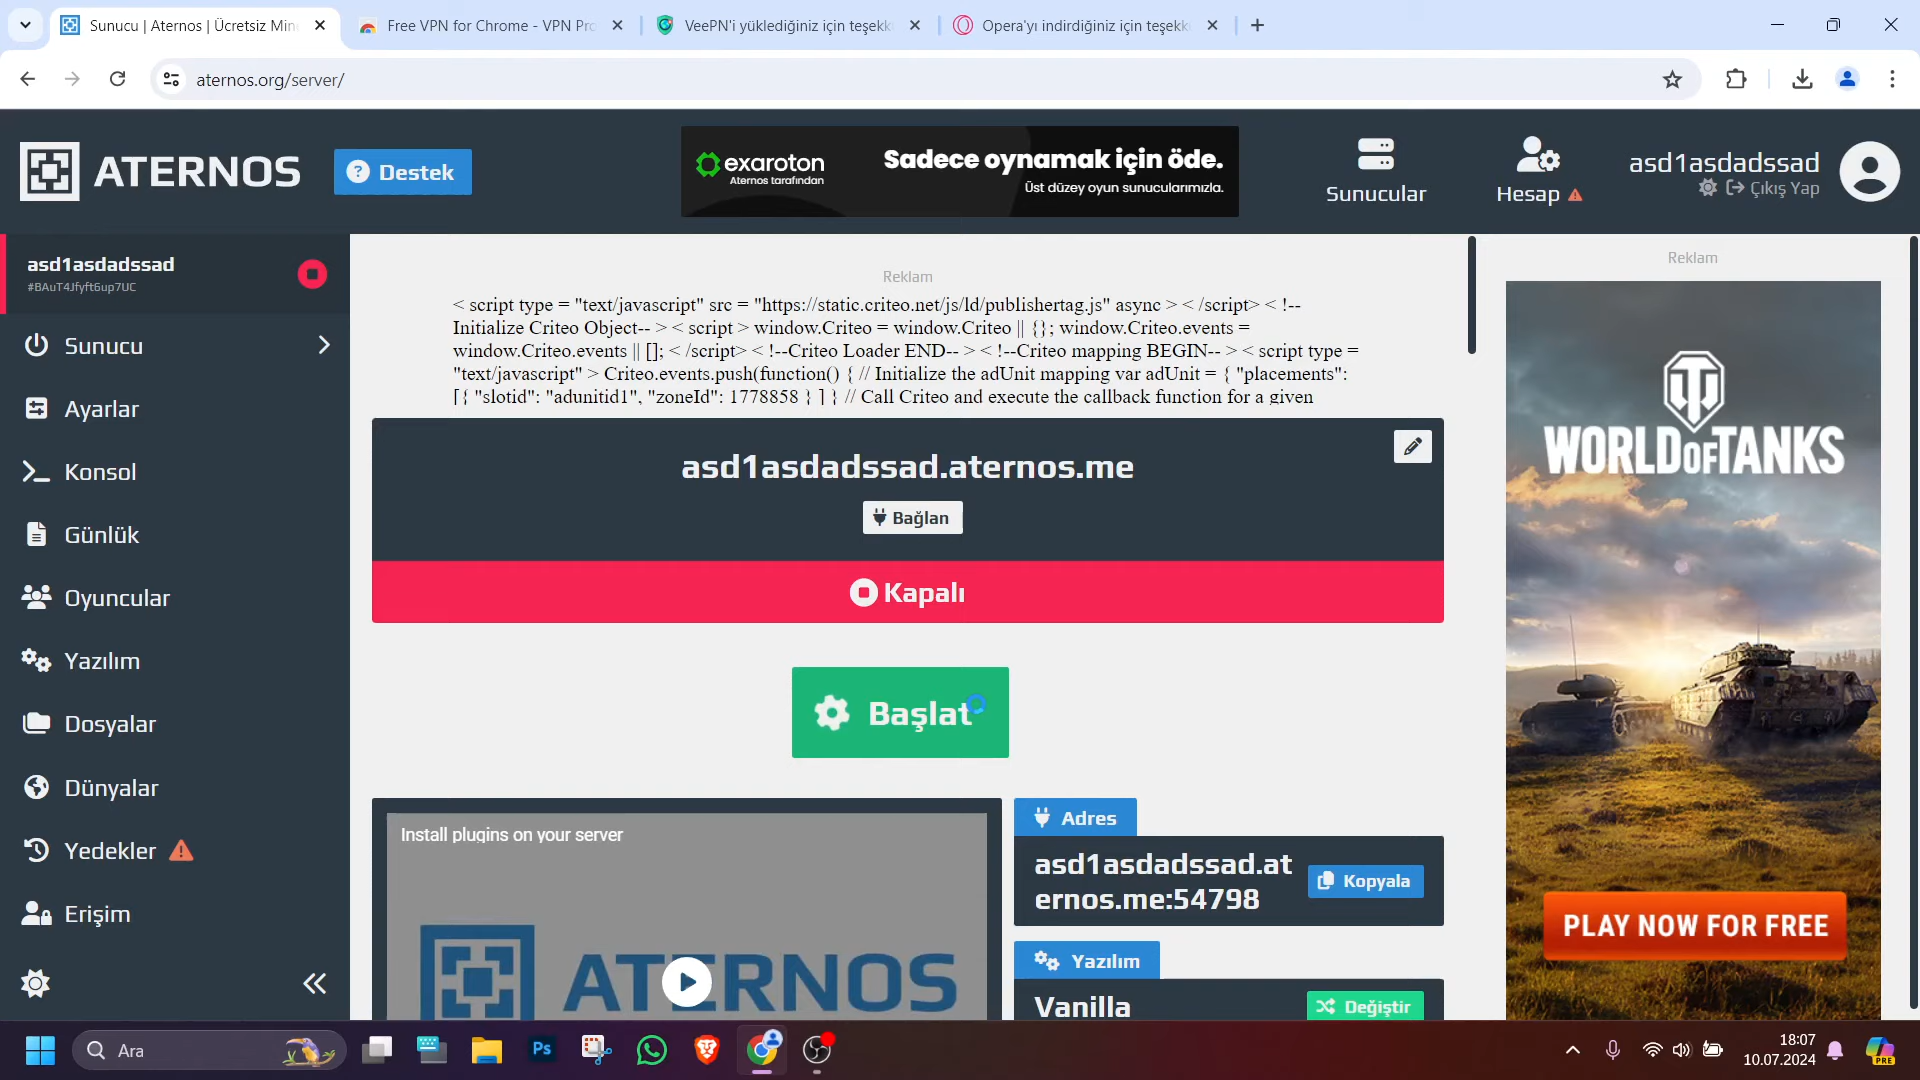 Sunucu | Aternos | Ücretsiz Min
Free VPN for Chrome - VPN Pro
VeePN'i yüklediğiniz için teşekk
Opera'yı indirdiğiniz için teşekk
aternos.org/server/
ATERNOS
Destek
exaroton
Aternos tarafından
Sadece oynamak için öde.
Üst düzey oyun sunucularımızla.
Sunucular
Hesap
asd1asdadssad
Çıkış Yap
asd1asdadssad
#BAuT4Jfyft6up7UC
Sunucu
Ayarlar
Konsol
Günlük
Oyuncular
Yazılım
Dosyalar
Dünyalar
Yedekler
Erişim
Reklam
< script type = "text/javascript" src = "https://static.criteo.net/js/ld/publishertag.js" async > < /script> < !--
Initialize Criteo Object-- > < script > window.Criteo = window.Criteo || {}; window.Criteo.events =
window.Criteo.events || []; < /script> < !--Criteo Loader END-- > < !--Criteo mapping BEGIN-- > < script type =
"text/javascript" > Criteo.events.push(function() { // Initialize the adUnit mapping var adUnit = { "placements":
[{ "slotid": "adunitid1", "zoneId": 1778858 } ] } // Call Criteo and execute the callback function for a given
asd1asdadssad.aternos.me
Bağlan
Kapalı
Başlat
Install plugins on your server
ATERNOS
Adres
asd1asdadssad.at
ernos.me:54798
Kopyala
Yazılım
Vanilla
Değiştir
Reklam
WORLD OF TANKS
PLAY NOW FOR FREE
Ara
Ps
18:07
10.07.2024
PRE